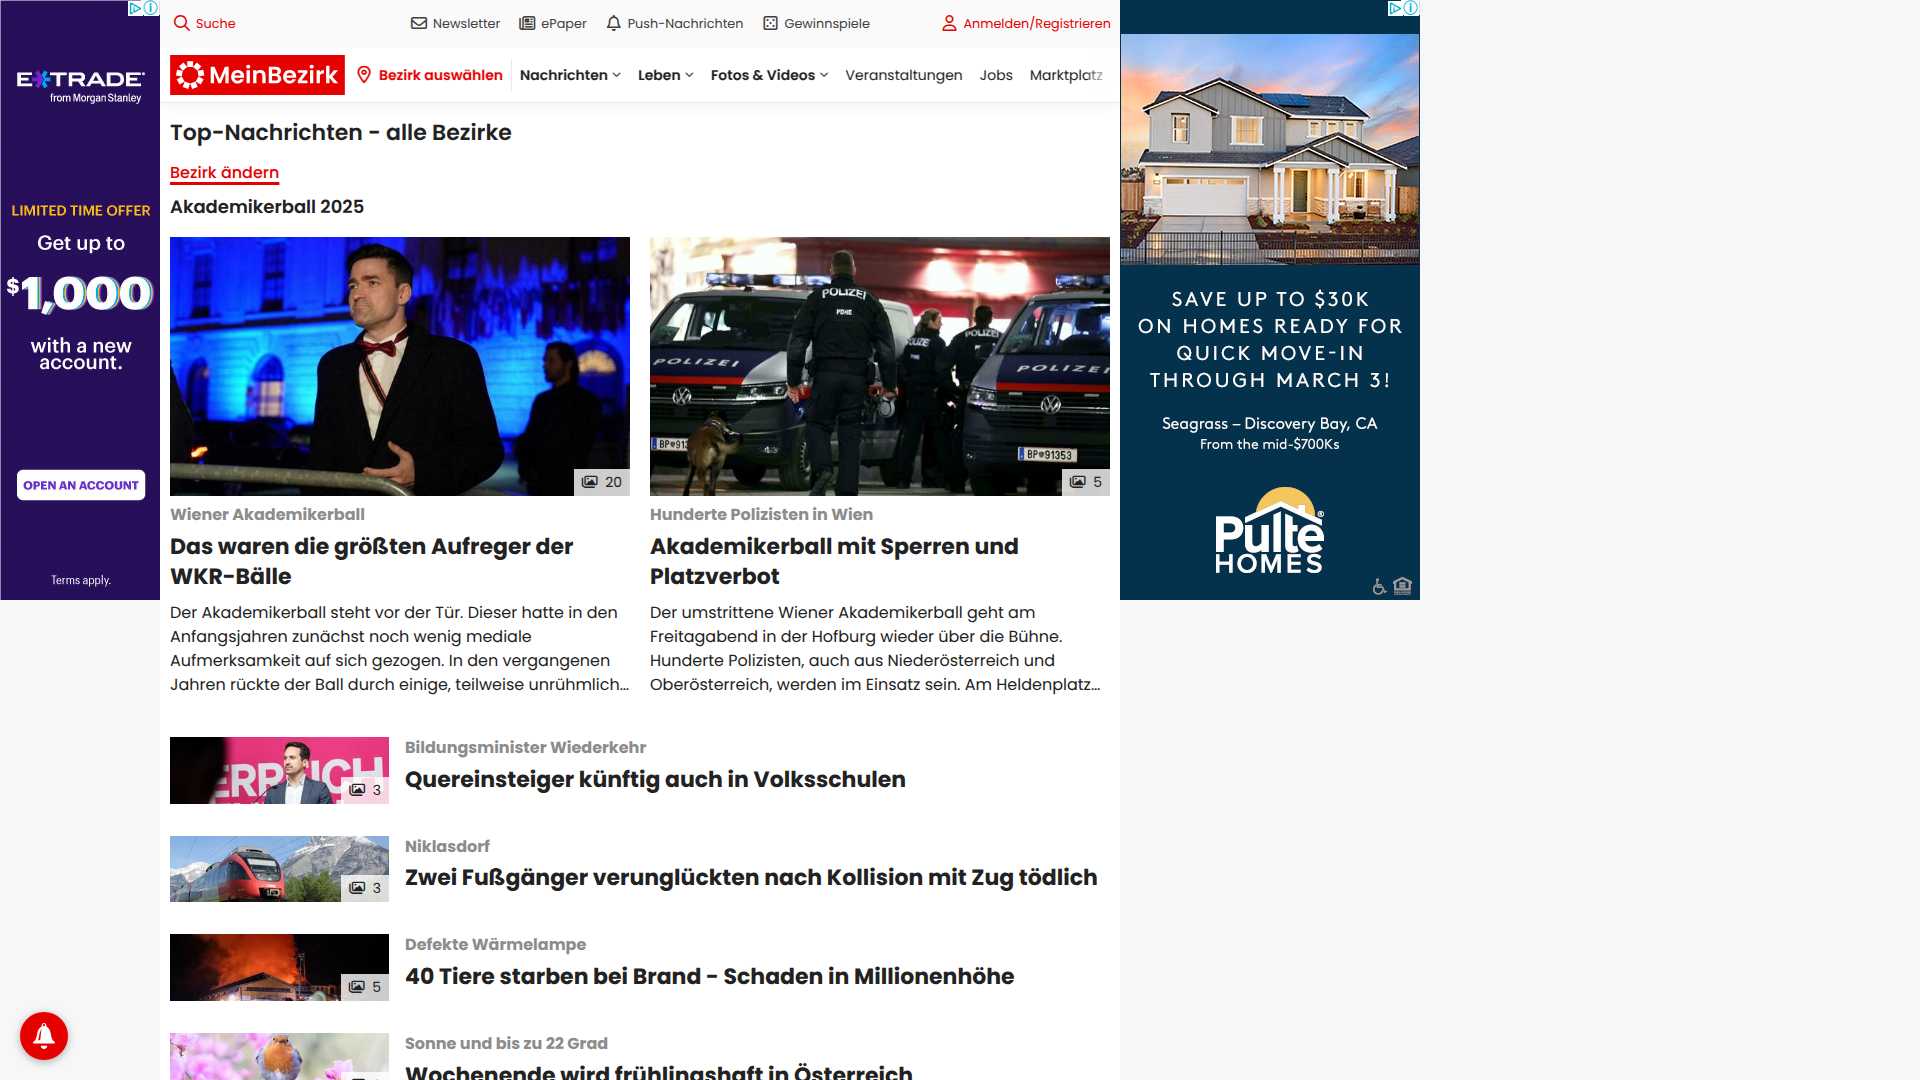 E*TRADE
from Morgan Stanley
LIMITED TIME OFFER
Get up to
$1,000
with a new
account.
OPEN AN ACCOUNT
Terms apply.
Suche
Newsletter
ePaper
Push-Nachrichten
Gewinnspiele
Anmelden/Registrieren
MeinBezirk
Bezirk auswählen
Nachrichten
Leben
Fotos & Videos
Veranstaltungen
Jobs
Marktplatz
Top-Nachrichten - alle Bezirke
Bezirk ändern
Akademikerball 2025
20
Wiener Akademikerball
Das waren die größten Aufreger der
WKR-Bälle
Der Akademikerball steht vor der Tür. Dieser hatte in den
Anfangsjahren zunächst noch wenig mediale
Aufmerksamkeit auf sich gezogen. In den vergangenen
Jahren rückte der Ball durch einige, teilweise unrühmlich...
POLIZEI
POLIZEI
POLIZEI
POLIZEI
POLIZEI
BP 91353
5
Hunderte Polizisten in Wien
Akademikerball mit Sperren und
Platzverbot
Der umstrittene Wiener Akademikerball geht am
Freitagabend in der Hofburg wieder über die Bühne.
Hunderte Polizisten, auch aus Niederösterreich und
Oberösterreich, werden im Einsatz sein. Am Heldenplatz...
ERREICH
3
Bildungsminister Wiederkehr
Quereinsteiger künftig auch in Volksschulen
3
Niklasdorf
Zwei Fußgänger verunglückten nach Kollision mit Zug tödlich
5
Defekte Wärmelampe
40 Tiere starben bei Brand - Schaden in Millionenhöhe
Sonne und bis zu 22 Grad
Wochenende wird frühlingshaft in Österreich
SAVE UP TO $30K
ON HOMES READY FOR
QUICK MOVE-IN
THROUGH MARCH 3!
Seagrass – Discovery Bay, CA
From the mid-$700Ks
Pulte®
HOMES